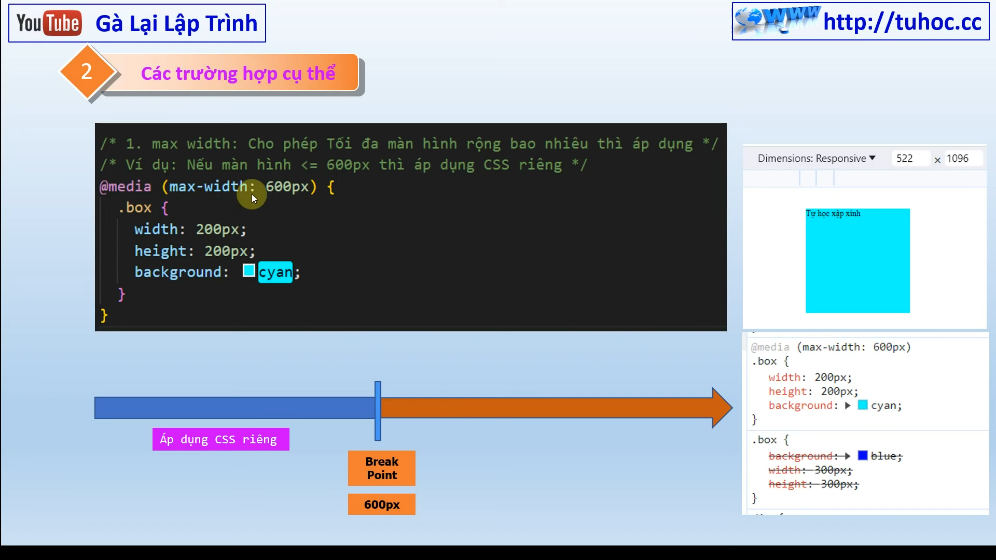 YouTube Gà Lại Lập Trình
www http://tuhoc.cc
2 Các trường hợp cụ thể
/* 1. max width: Cho phép Tối đa màn hình rộng bao nhiêu thì áp dụng */
/* Ví dụ: Nếu màn hình <= 600px thì áp dụng CSS riêng */
@media (max-width: 600px) {
.box {
width: 200px;
height: 200px;
background: cyan;
}
}
Dimensions: Responsive ▼ 522 x 1096
Tự học xập xình
@media (max-width: 600px)
.box {
width: 200px;
height: 200px;
background: ▶ cyan;
}
.box {
background: ▶ blue;
width: 300px;
height: 300px;
}
Áp dụng CSS riêng
Break
Point
600px